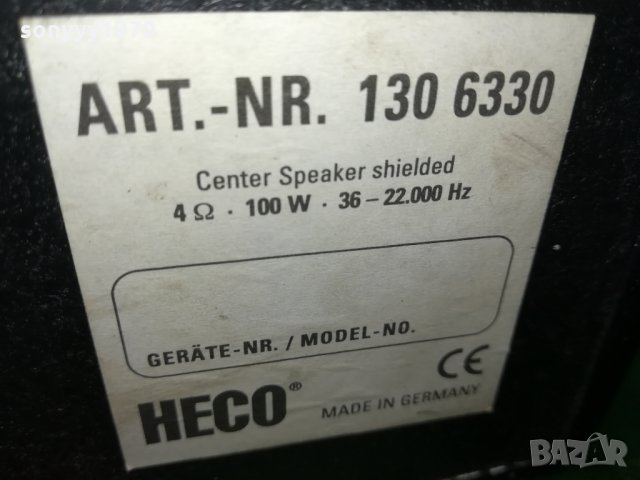 ART.-NR. 130 6330
Center Speaker shielded
4 Ω · 100 W · 36 – 22.000 Hz
GERÄTE-NR. / MODEL-NO.
HECO®
CE
MADE IN GERMANY
BAZAR